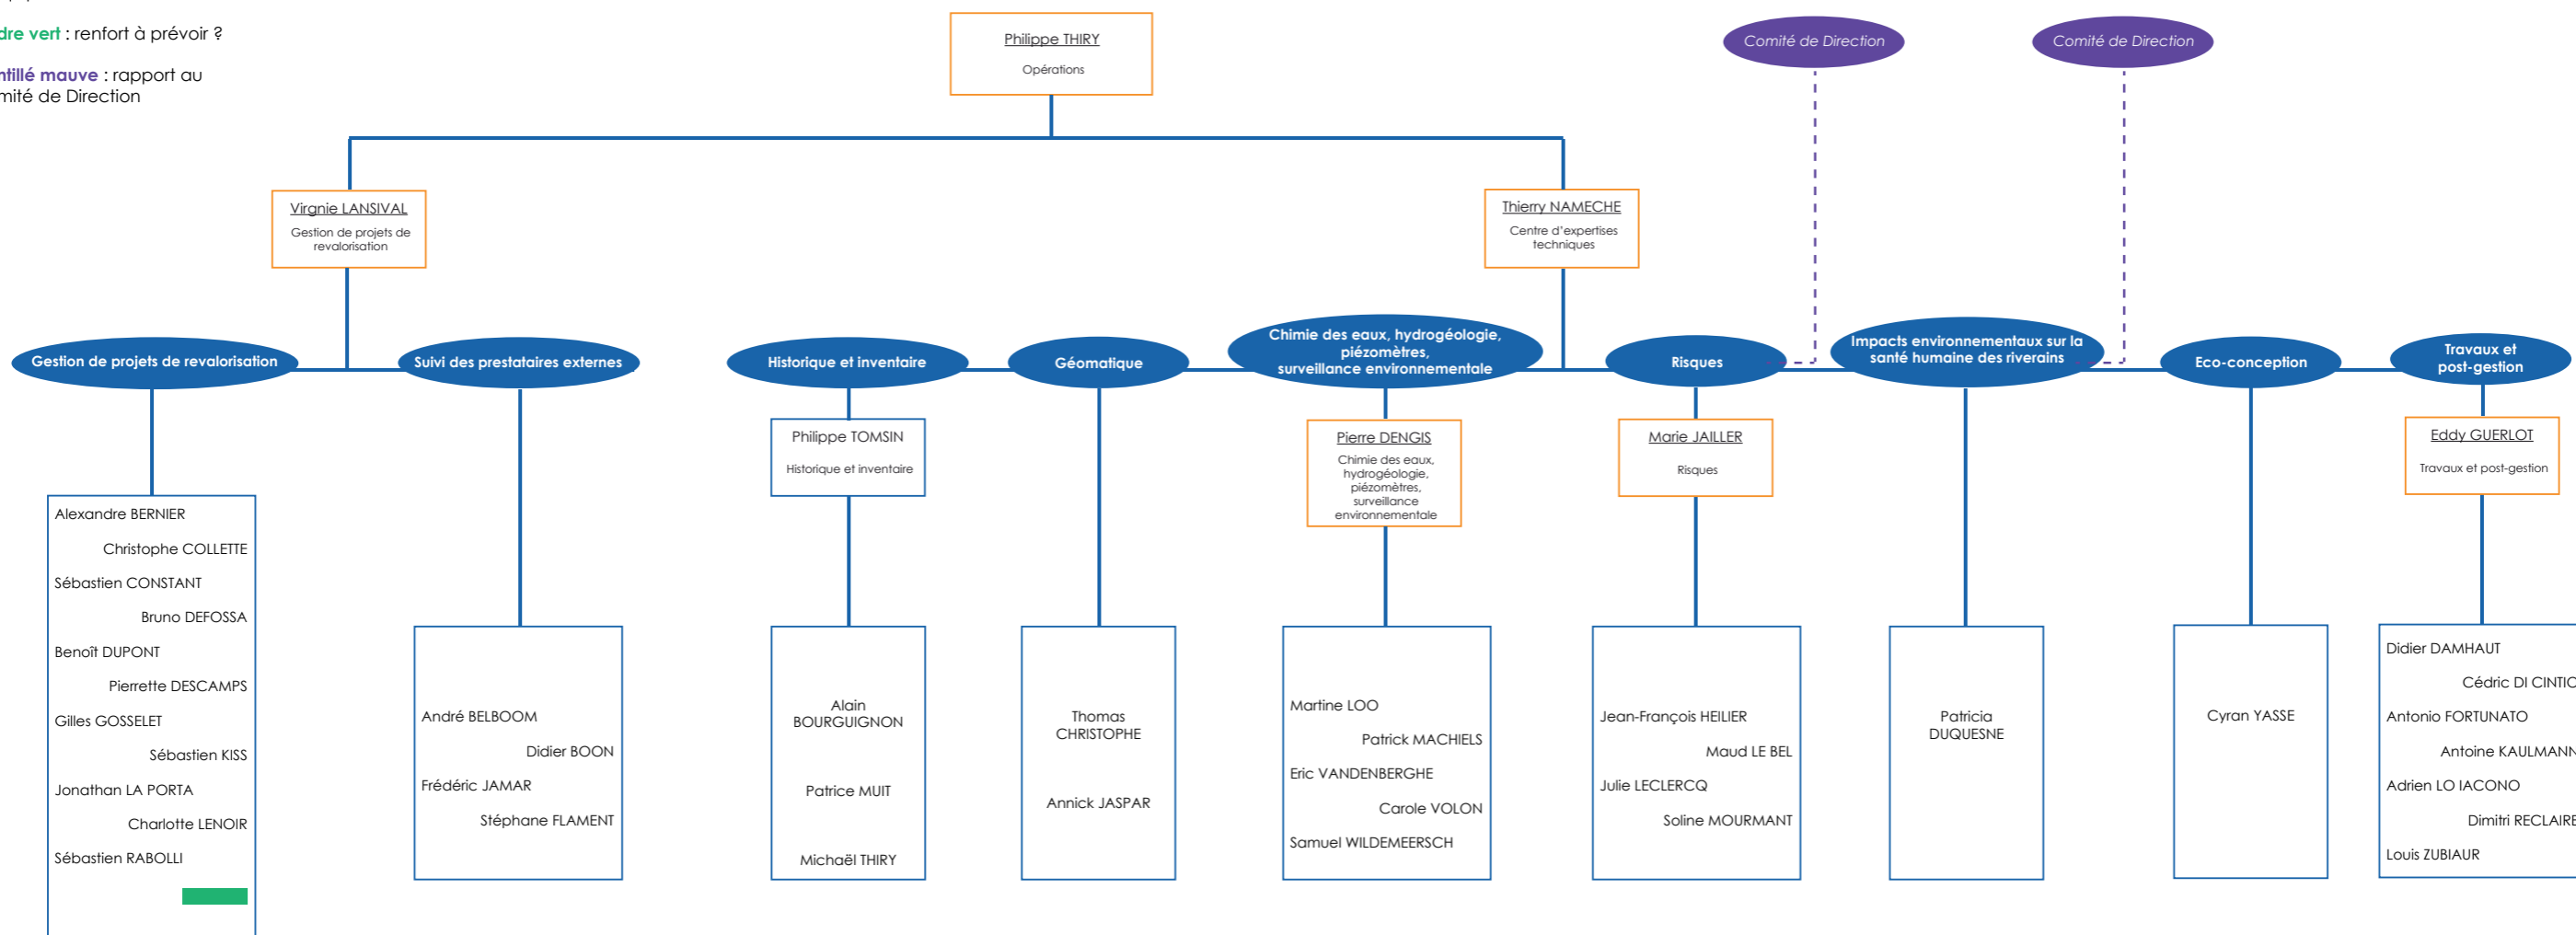 dre vert : renfort à prévoir ?
ntillé mauve : rapport au
mité de Direction
Philippe THIRY
Opérations
Comité de Direction
Comité de Direction
Virgnie LANSIVAL
Gestion de projets de
revalorisation
Thierry NAMECHE
Centre d'expertises
techniques
Gestion de projets de revalorisation
Suivi des prestataires externes
Historique et inventaire
Géomatique
Chimie des eaux, hydrogéologie,
piézomètres,
surveillance environnementale
Risques
Impacts environnementaux sur la
santé humaine des riverains
Eco-conception
Travaux et
post-gestion
Philippe TOMSIN
Historique et inventaire
Pierre DENGIS
Chimie des eaux,
hydrogéologie,
piézomètres,
surveillance
environnementale
Marie JAILLER
Risques
Eddy GUERLOT
Travaux et post-gestion
Alexandre BERNIER
Christophe COLLETTE
Sébastien CONSTANT
Bruno DEFOSSA
Benoît DUPONT
Pierrette DESCAMPS
Gilles GOSSELET
Sébastien KISS
Jonathan LA PORTA
Charlotte LENOIR
Sébastien RABOLLI
André BELBOOM
Didier BOON
Frédéric JAMAR
Stéphane FLAMENT
Alain
BOURGUIGNON
Patrice MUIT
Michaël THIRY
Thomas
CHRISTOPHE
Annick JASPAR
Martine LOO
Patrick MACHIELS
Eric VANDENBERGHE
Carole VOLON
Samuel WILDEMEERSCH
Jean-François HEILIER
Maud LE BEL
Julie LECLERCQ
Soline MOURMANT
Patricia
DUQUESNE
Cyran YASSE
Didier DAMHAUT
Cédric DI CINTIO
Antonio FORTUNATO
Antoine KAULMANN
Adrien LO IACONO
Dimitri RECLAIRE
Louis ZUBIAUR